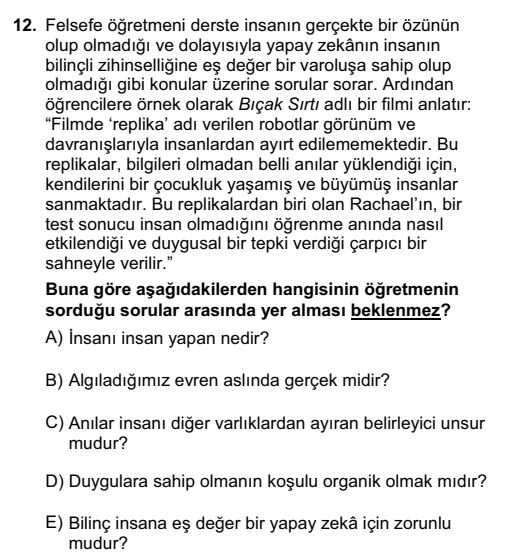 12. Felsefe öğretmeni derste insanın gerçekte bir özünün
olup olmadığı ve dolayısıyla yapay zekânın insanın
bilinçli zihinselliğine eş değer bir varoluşa sahip olup
olmadığı gibi konular üzerine sorular sorar. Ardından
öğrencilere örnek olarak Bıçak Sırtı adlı bir filmi anlatır:
“Filmde ‘replika’ adı verilen robotlar görünüm ve
davranışlarıyla insanlardan ayırt edilememektedir. Bu
replikalar, bilgileri olmadan belli anılar yüklendiği için,
kendilerini bir çocukluk yaşamış ve büyümüş insanlar
sanmaktadır. Bu replikalardan biri olan Rachael’ın, bir
test sonucu insan olmadığını öğrenme anında nasıl
etkilendiği ve duygusal bir tepki verdiği çarpıcı bir
sahneyle verilir.”
Buna göre aşağıdakilerden hangisinin öğretmenin
sorduğu sorular arasında yer alması beklenmez?
A) İnsanı insan yapan nedir?
B) Algıladığımız evren aslında gerçek midir?
C) Anılar insanı diğer varlıklardan ayıran belirleyici unsur
mudur?
D) Duygulara sahip olmanın koşulu organik olmak mıdır?
E) Bilinç insana eş değer bir yapay zekâ için zorunlu
mudur?